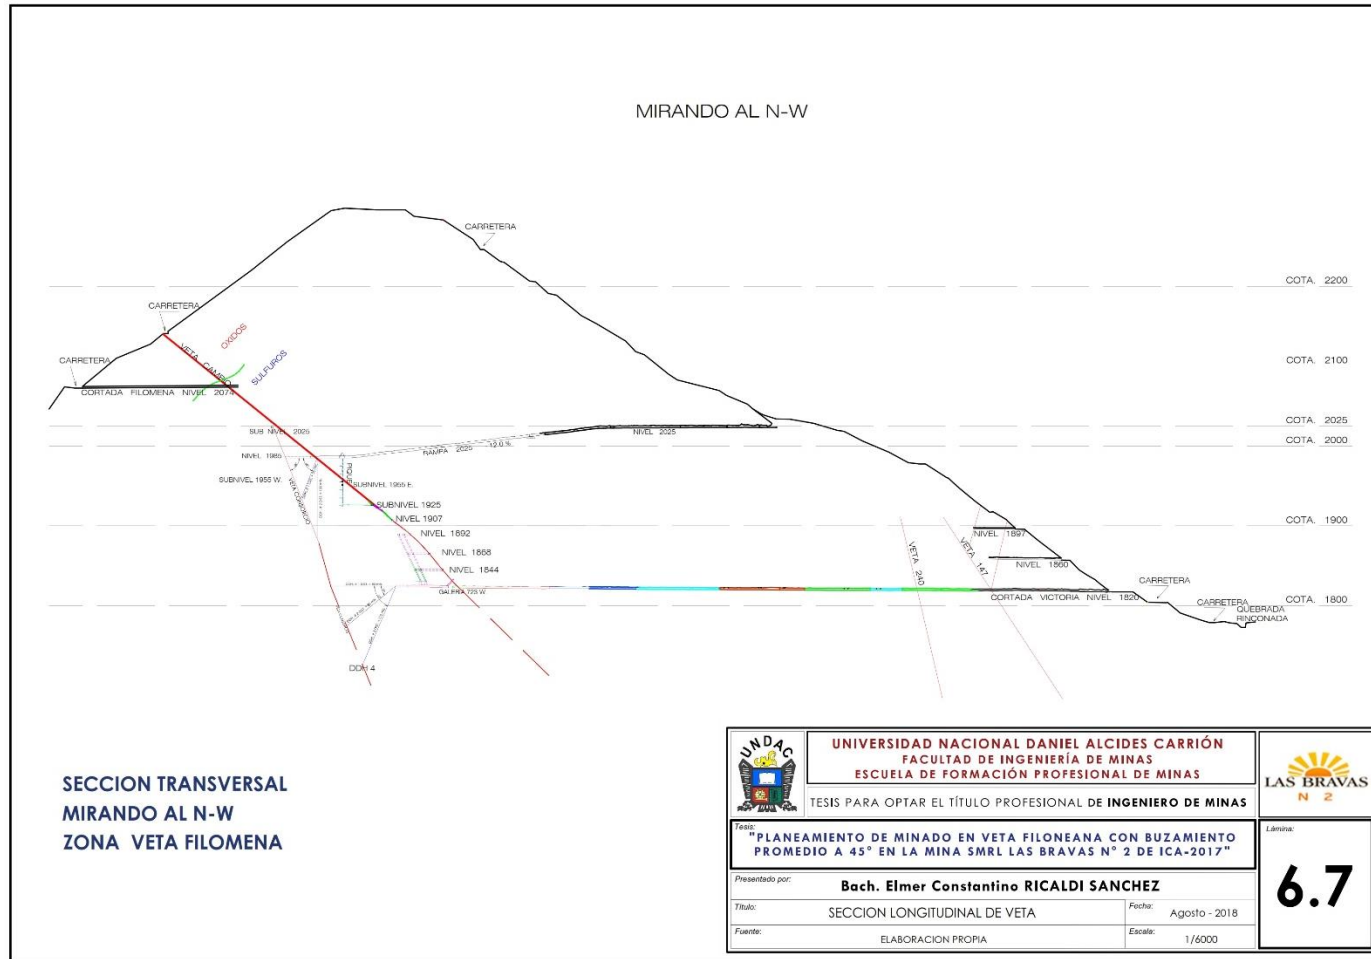 MIRANDO AL N-W
CARRETERA
COTA. 2200
CARRETERA
OXIDOS
VETA CAMPIO
SULFUROS
COTA. 2100
CARRETERA
CORTADA FILOMENA NIVEL 2074
COTA. 2025
SUB NIVEL 2025
NIVEL 2025
COTA. 2000
RAMPA 2025 12.0 %
NIVEL 1985
PIQUE
SUBNIVEL 1955 W.
SUBNIVEL 1955 E.
VETA CONSORCIO
SUBNIVEL 1925
NIVEL 1907
COTA. 1900
NIVEL 1892
NIVEL 1897
NIVEL 1868
VETA 240
VETA 147
NIVEL 1860
NIVEL 1844
CARRETERA
GALERIA 725 W.
CORTADA VICTORIA NIVEL 1820
COTA. 1800
CARRETERA
QUEBRADA
RINCONADA
DDH 4
SECCION TRANSVERSAL
MIRANDO AL N-W
ZONA VETA FILOMENA
UNDAC
UNIVERSIDAD NACIONAL DANIEL ALCIDES CARRIÓN
FACULTAD DE INGENIERÍA DE MINAS
ESCUELA DE FORMACIÓN PROFESIONAL DE MINAS
TESIS PARA OPTAR EL TÍTULO PROFESIONAL DE INGENIERO DE MINAS
LAS BRAVAS
N 2
Tesis:
"PLANEAMIENTO DE MINADO EN VETA FILONEANA CON BUZAMIENTO
PROMEDIO A 45° EN LA MINA SMRL LAS BRAVAS N° 2 DE ICA-2017"
Lámina:
6.7
Presentado por:
Bach. Elmer Constantino RICALDI SANCHEZ
Título:
SECCION LONGITUDINAL DE VETA
Fecha:
Agosto - 2018
Fuente:
ELABORACION PROPIA
Escala:
1/6000